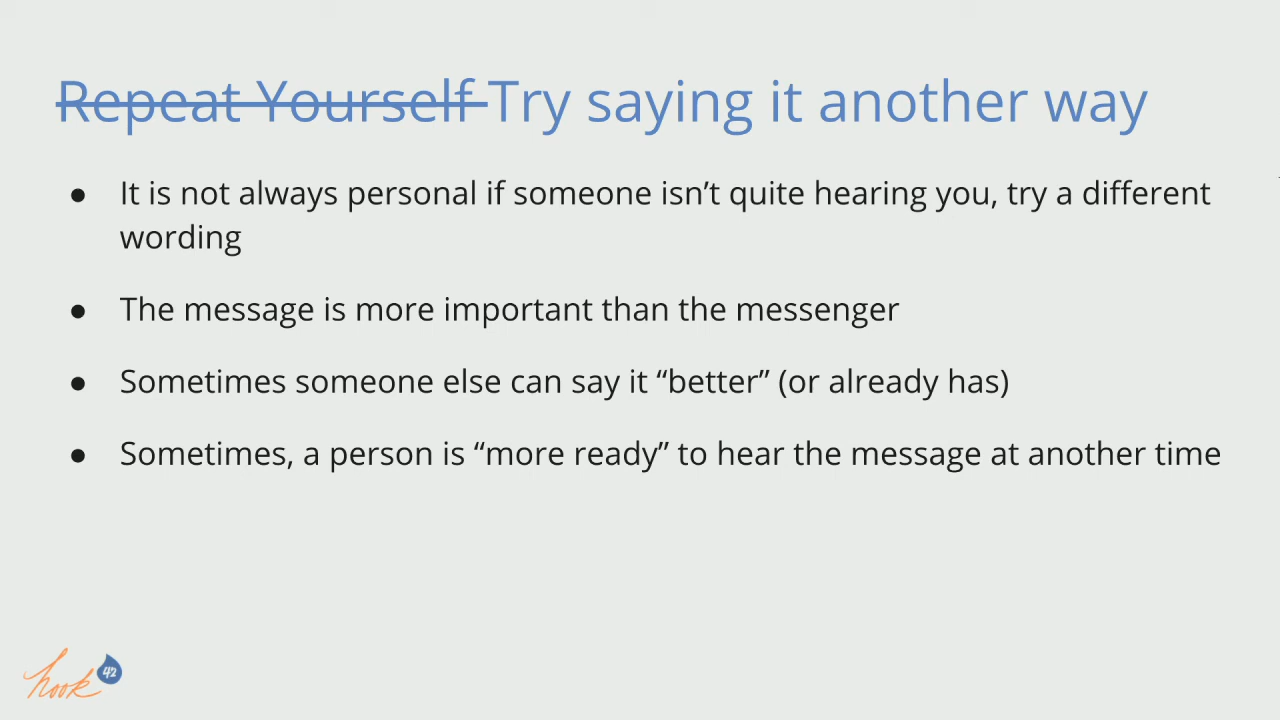 Repeat Yourself Try saying it another way
● It is not always personal if someone isn’t quite hearing you, try a different
wording
● The message is more important than the messenger
● Sometimes someone else can say it “better” (or already has)
● Sometimes, a person is “more ready” to hear the message at another time
hook 42